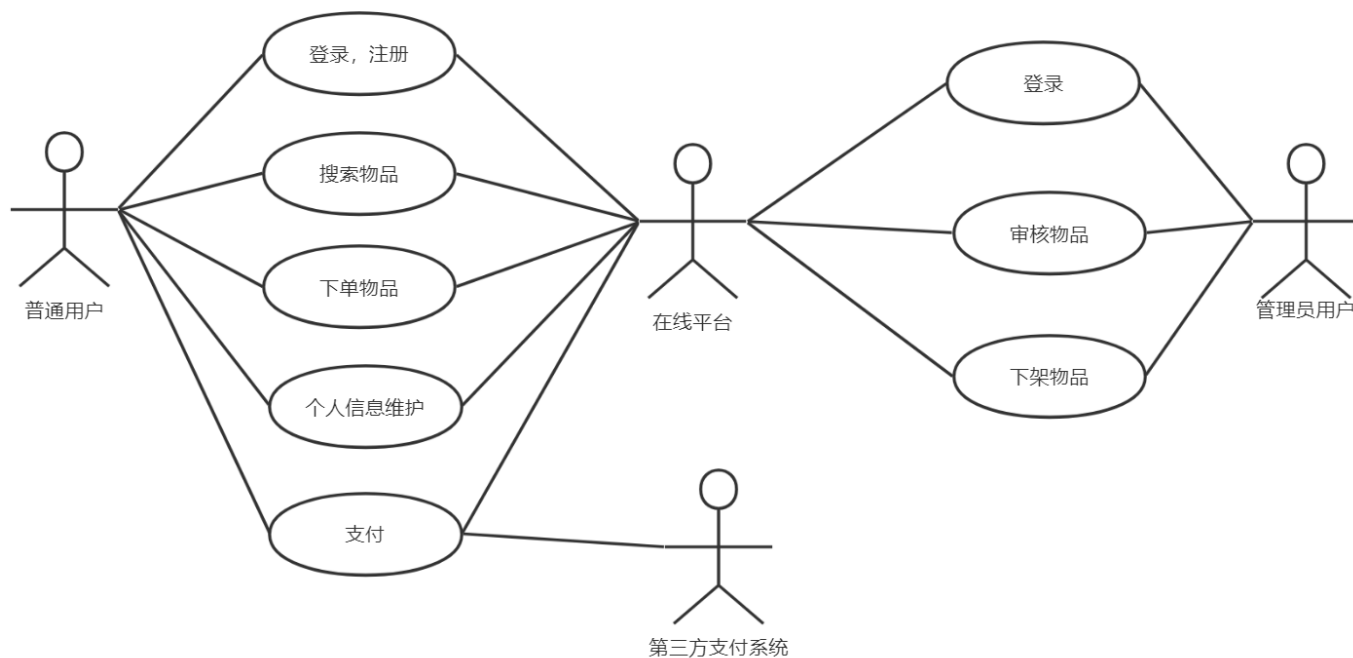 登录，注册
登录
搜索物品
审核物品
下单物品
普通用户
在线平台
管理员用户
下架物品
个人信息维护
支付
第三方支付系统